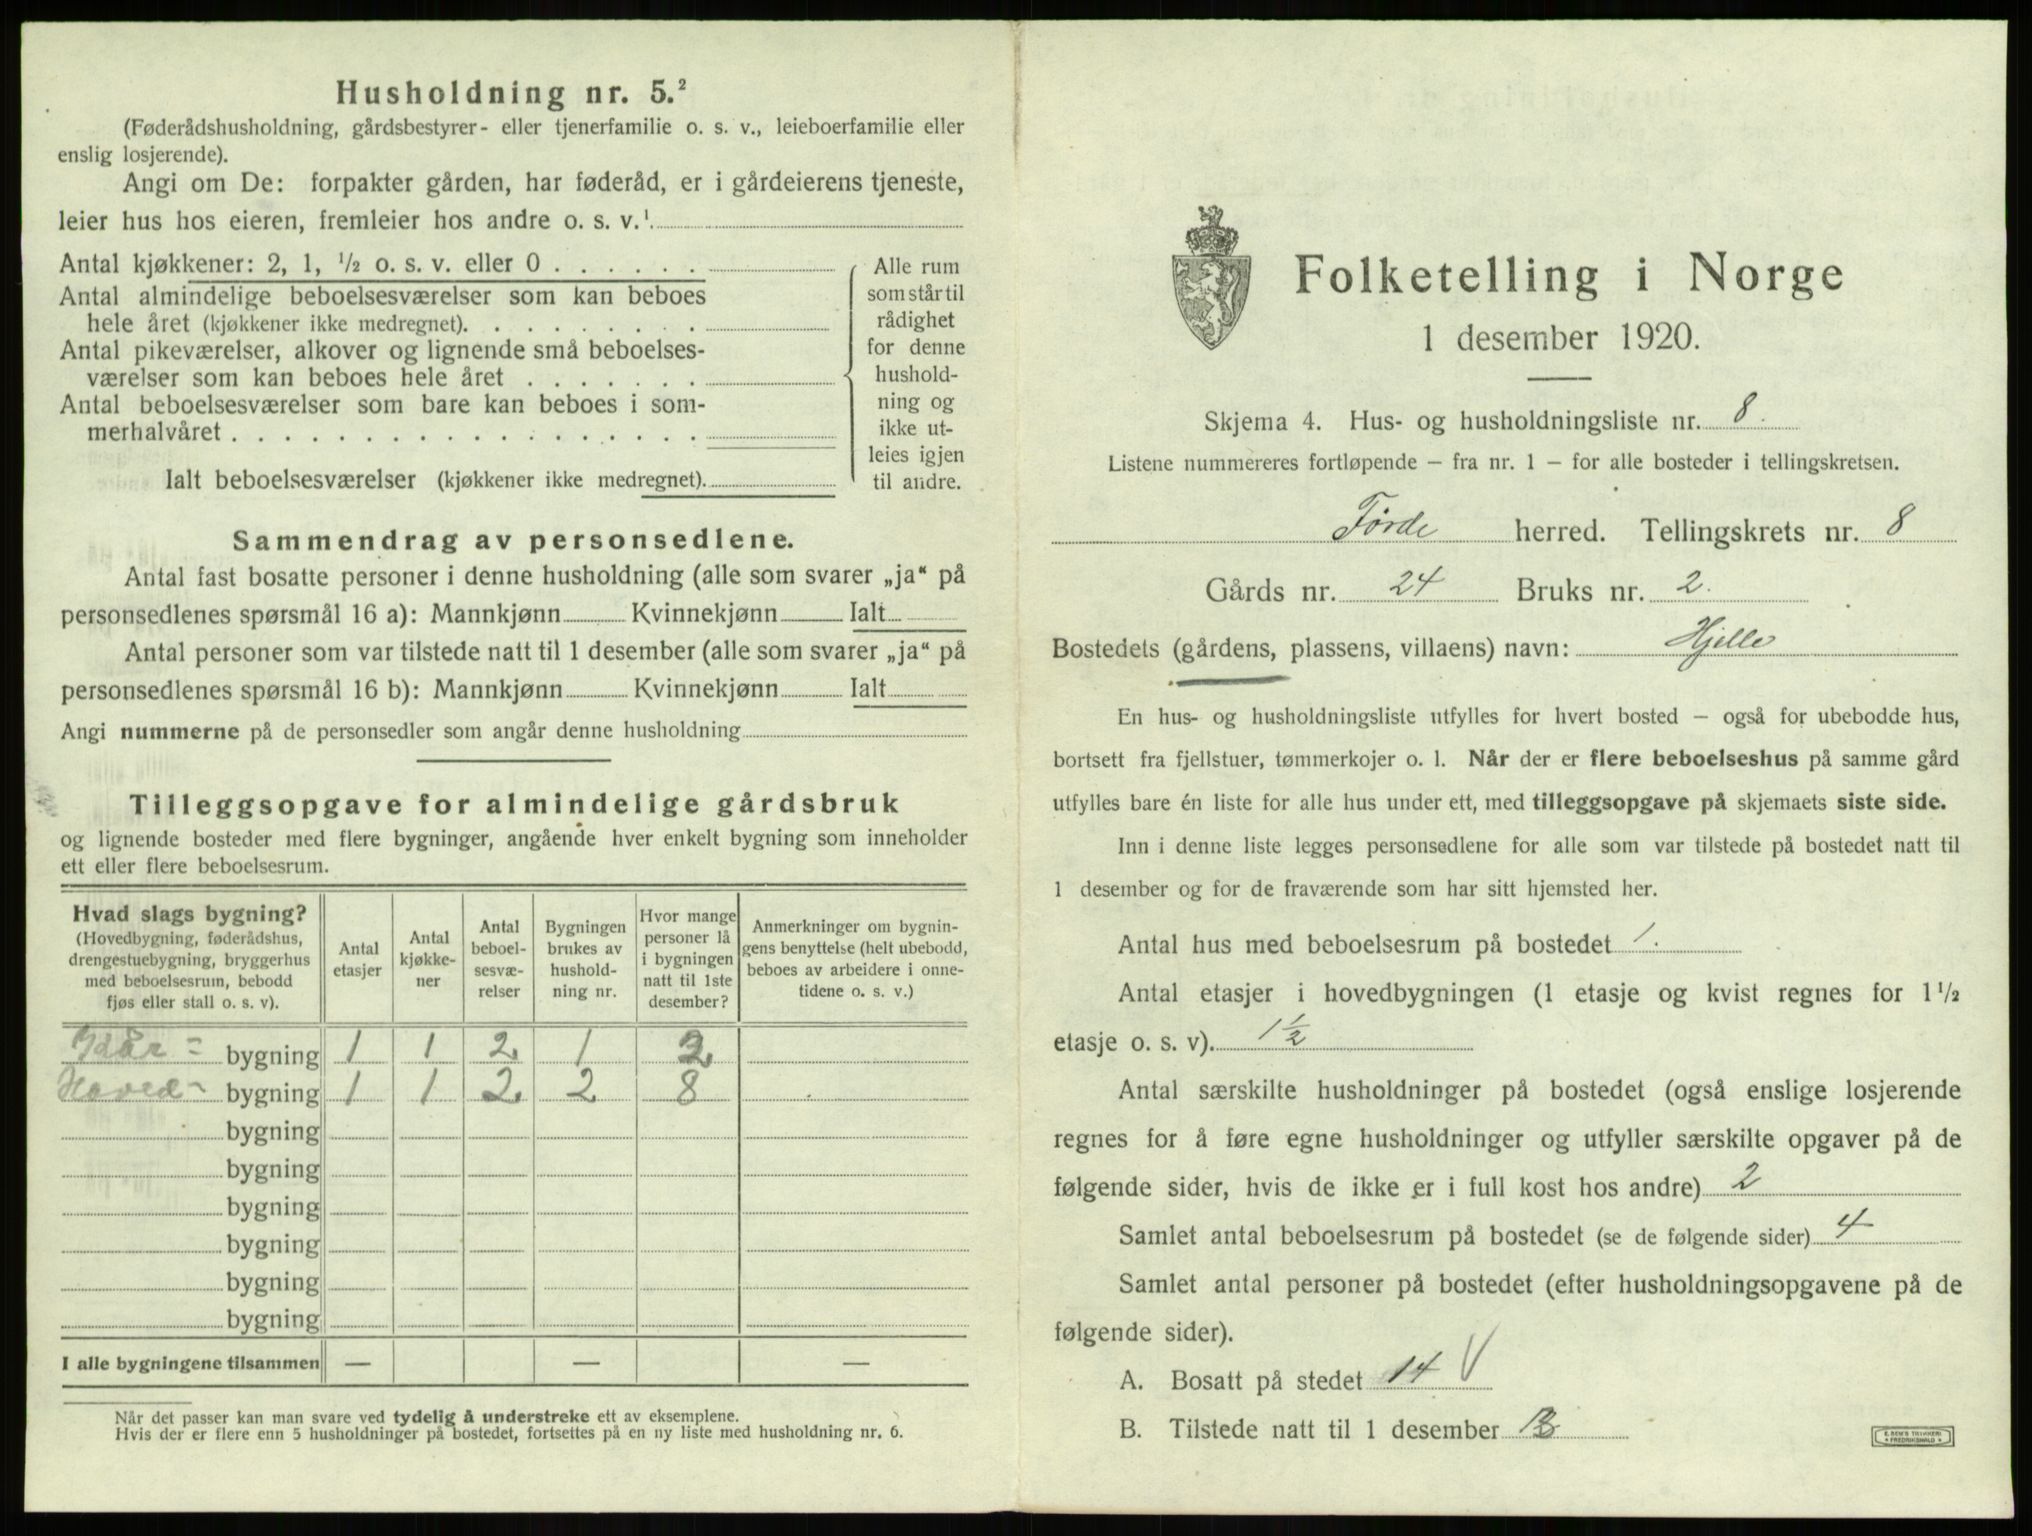 Husholdning nr. 5.²
(Føderådshusholdning, gårdsbestyrer- eller tjenerfamilie o. s. v., leieboerfamilie eller
enslig losjerende).
Angi om De: forpakter gården, har føderåd, er i gårdeierens tjeneste,
leier hus hos eieren, fremleier hos andre o. s. v.¹
Antal kjøkkener: 2, 1, ½ o. s. v. eller 0 . . . . . .
Antal almindelige beboelsesværelser som kan beboes
hele året (kjøkkener ikke medregnet). . . . . . . . .
Antal pikeværelser, alkover og lignende små beboelses-
værelser som kan beboes hele året . . . . . . .
Antal beboelsesværelser som bare kan beboes i som-
merhalvåret . . . . . . . . . . . . . . . . .
Ialt beboelsesværelser (kjøkkener ikke medregnet).
Alle rum
som står til
rådighet
for denne
hushold-
ning og
ikke ut-
leies igjen
til andre.
Sammendrag av personsedlene.
Antal fast bosatte personer i denne husholdning (alle som svarer „ja“ på
personsedlenes spørsmål 16 a): Mannkjønn Kvinnekjønn Ialt
Antal personer som var tilstede natt til 1 desember (alle som svarer „ja“ på
personsedlenes spørsmål 16 b): Mannkjønn Kvinnekjønn Ialt
Angi nummerne på de personsedler som angår denne husholdning
Tilleggsopgave for almindelige gårdsbruk
og lignende bosteder med flere bygninger, angående hver enkelt bygning som inneholder
ett eller flere beboelsesrum.
Hvad slags bygning?
(Hovedbygning, føderådshus,
drengestuebygning, bryggerhus
med beboelsesrum, bebodd
fjøs eller stall o. s. v).
Antal
etasjer
Antal
kjøkke-
ner
Antal
beboel-
sesvæ-
relser
Bygningen
brukes av
hushold-
ning nr.
Hvor mange
personer lå
i bygningen
natt til 1ste
desember?
Anmerkninger om bygnin-
gens benyttelse (helt ubebodd,
beboes av arbeidere i onne-
tidene o. s. v.)
Kår- bygning 1 1 2 1
Hoved- bygning 1 1 2 2 8
bygning
bygning
bygning
bygning
bygning
bygning
I alle bygningene tilsammen — — —
Når det passer kan man svare ved tydelig å understreke ett av eksemplene.
Hvis der er flere enn 5 husholdninger på bostedet, fortsettes på en ny liste med husholdning nr. 6.
Folketelling i Norge
1 desember 1920.
Skjema 4. Hus- og husholdningsliste nr. 8.
Listene nummereres fortløpende – fra nr. 1 – for alle bosteder i tellingskretsen.
Førde herred. Tellingskrets nr. 8
Gårds nr. 24 Bruks nr. 2.
Bostedets (gårdens, plassens, villaens) navn: Hjelle
En hus- og husholdningsliste utfylles for hvert bosted – også for ubebodde hus,
bortsett fra fjellstuer, tømmerkojer o. l. Når der er flere beboelseshus på samme gård
utfylles bare én liste for alle hus under ett, med tilleggsopgave på skjemaets siste side.
Inn i denne liste legges personsedlene for alle som var tilstede på bostedet natt til
1 desember og for de fraværende som har sitt hjemsted her.
Antal hus med beboelsesrum på bostedet 1.
Antal etasjer i hovedbygningen (1 etasje og kvist regnes for 1½
etasje o. s. v). 1½
Antal særskilte husholdninger på bostedet (også enslige losjerende
regnes for å føre egne husholdninger og utfyller særskilte opgaver på de
følgende sider, hvis de ikke er i full kost hos andre) 2
Samlet antal beboelsesrum på bostedet (se de følgende sider) 4
Samlet antal personer på bostedet (efter husholdningsopgavene på de
følgende sider).
A. Bosatt på stedet 14 V
B. Tilstede natt til 1 desember
E. SEM'S TRYKKERI
FREDRIKSHALD